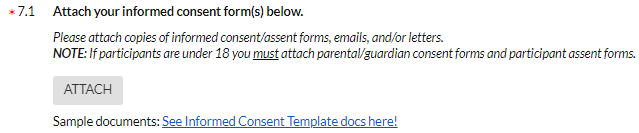 *7.1 Attach your informed consent form(s) below.
Please attach copies of informed consent/assent forms, emails, and/or letters.
NOTE: If participants are under 18 you must attach parental/guardian consent forms and participant assent forms.
ATTACH
Sample documents: See Informed Consent Template docs here!